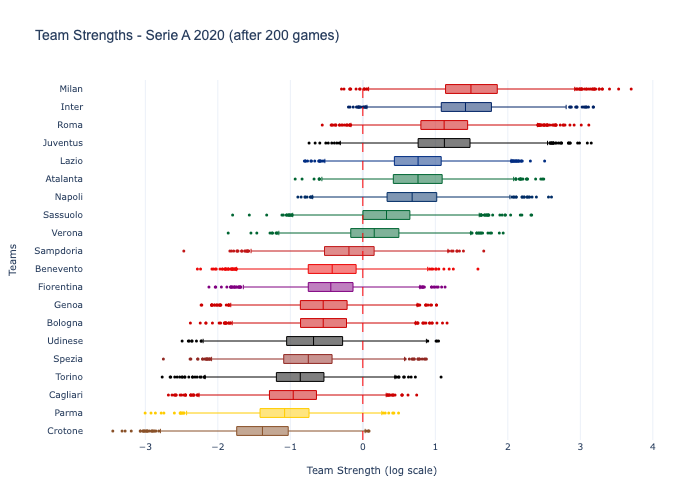 Team Strengths - Serie A 2020 (after 200 games)
Milan
Inter
Roma
Juventus
Lazio
Atalanta
Napoli
Sassuolo
Verona
Sampdoria
Benevento
Fiorentina
Genoa
Bologna
Udinese
Spezia
Torino
Cagliari
Parma
Crotone
Teams
−3 −2 −1 0 1 2 3 4
Team Strength (log scale)